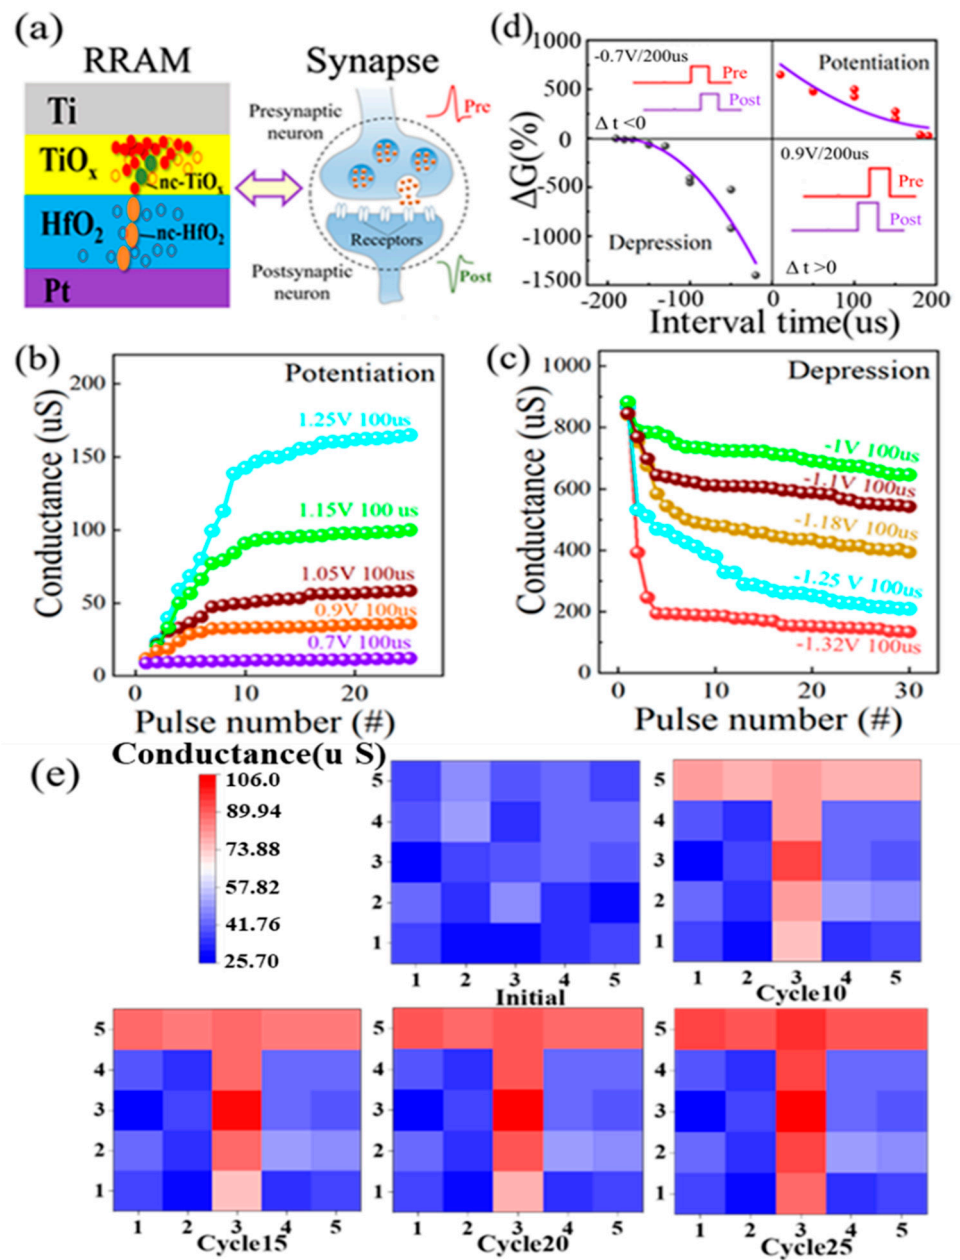 (a)
RRAM
Synapse
Ti
TiOx
nc-TiOx
HfO2
nc-HfO2
Pt
Presynaptic
neuron
Pre
Receptors
Postsynaptic
neuron
Post
(d)
ΔG(%)
1000
500
0
-500
-1000
-1500
-0.7V/200us
Pre
Post
Δ t <0
Potentiation
0.9V/200us
Pre
Post
Δ t >0
Depression
-200
-100
0
100
200
Interval time(us)
(b)
Conductance (uS)
200
150
100
50
0
Potentiation
1.25V 100us
1.15V 100 us
1.05V 100us
0.9V 100us
0.7V 100us
0
10
20
Pulse number (#)
(c)
Conductance (uS)
1000
800
600
400
200
0
Depression
-1V 100us
-1.1V 100us
-1.18V 100us
-1.25 V 100us
-1.32V 100us
0
10
20
30
Pulse number (#)
(e)
Conductance(u S)
106.0
89.94
73.88
57.82
41.76
25.70
5
4
3
2
1
1 2 3 4 5
Initial
5
4
3
2
1
1 2 3 4 5
Cycle10
5
4
3
2
1
1 2 3 4 5
Cycle15
5
4
3
2
1
1 2 3 4 5
Cycle20
5
4
3
2
1
1 2 3 4 5
Cycle25